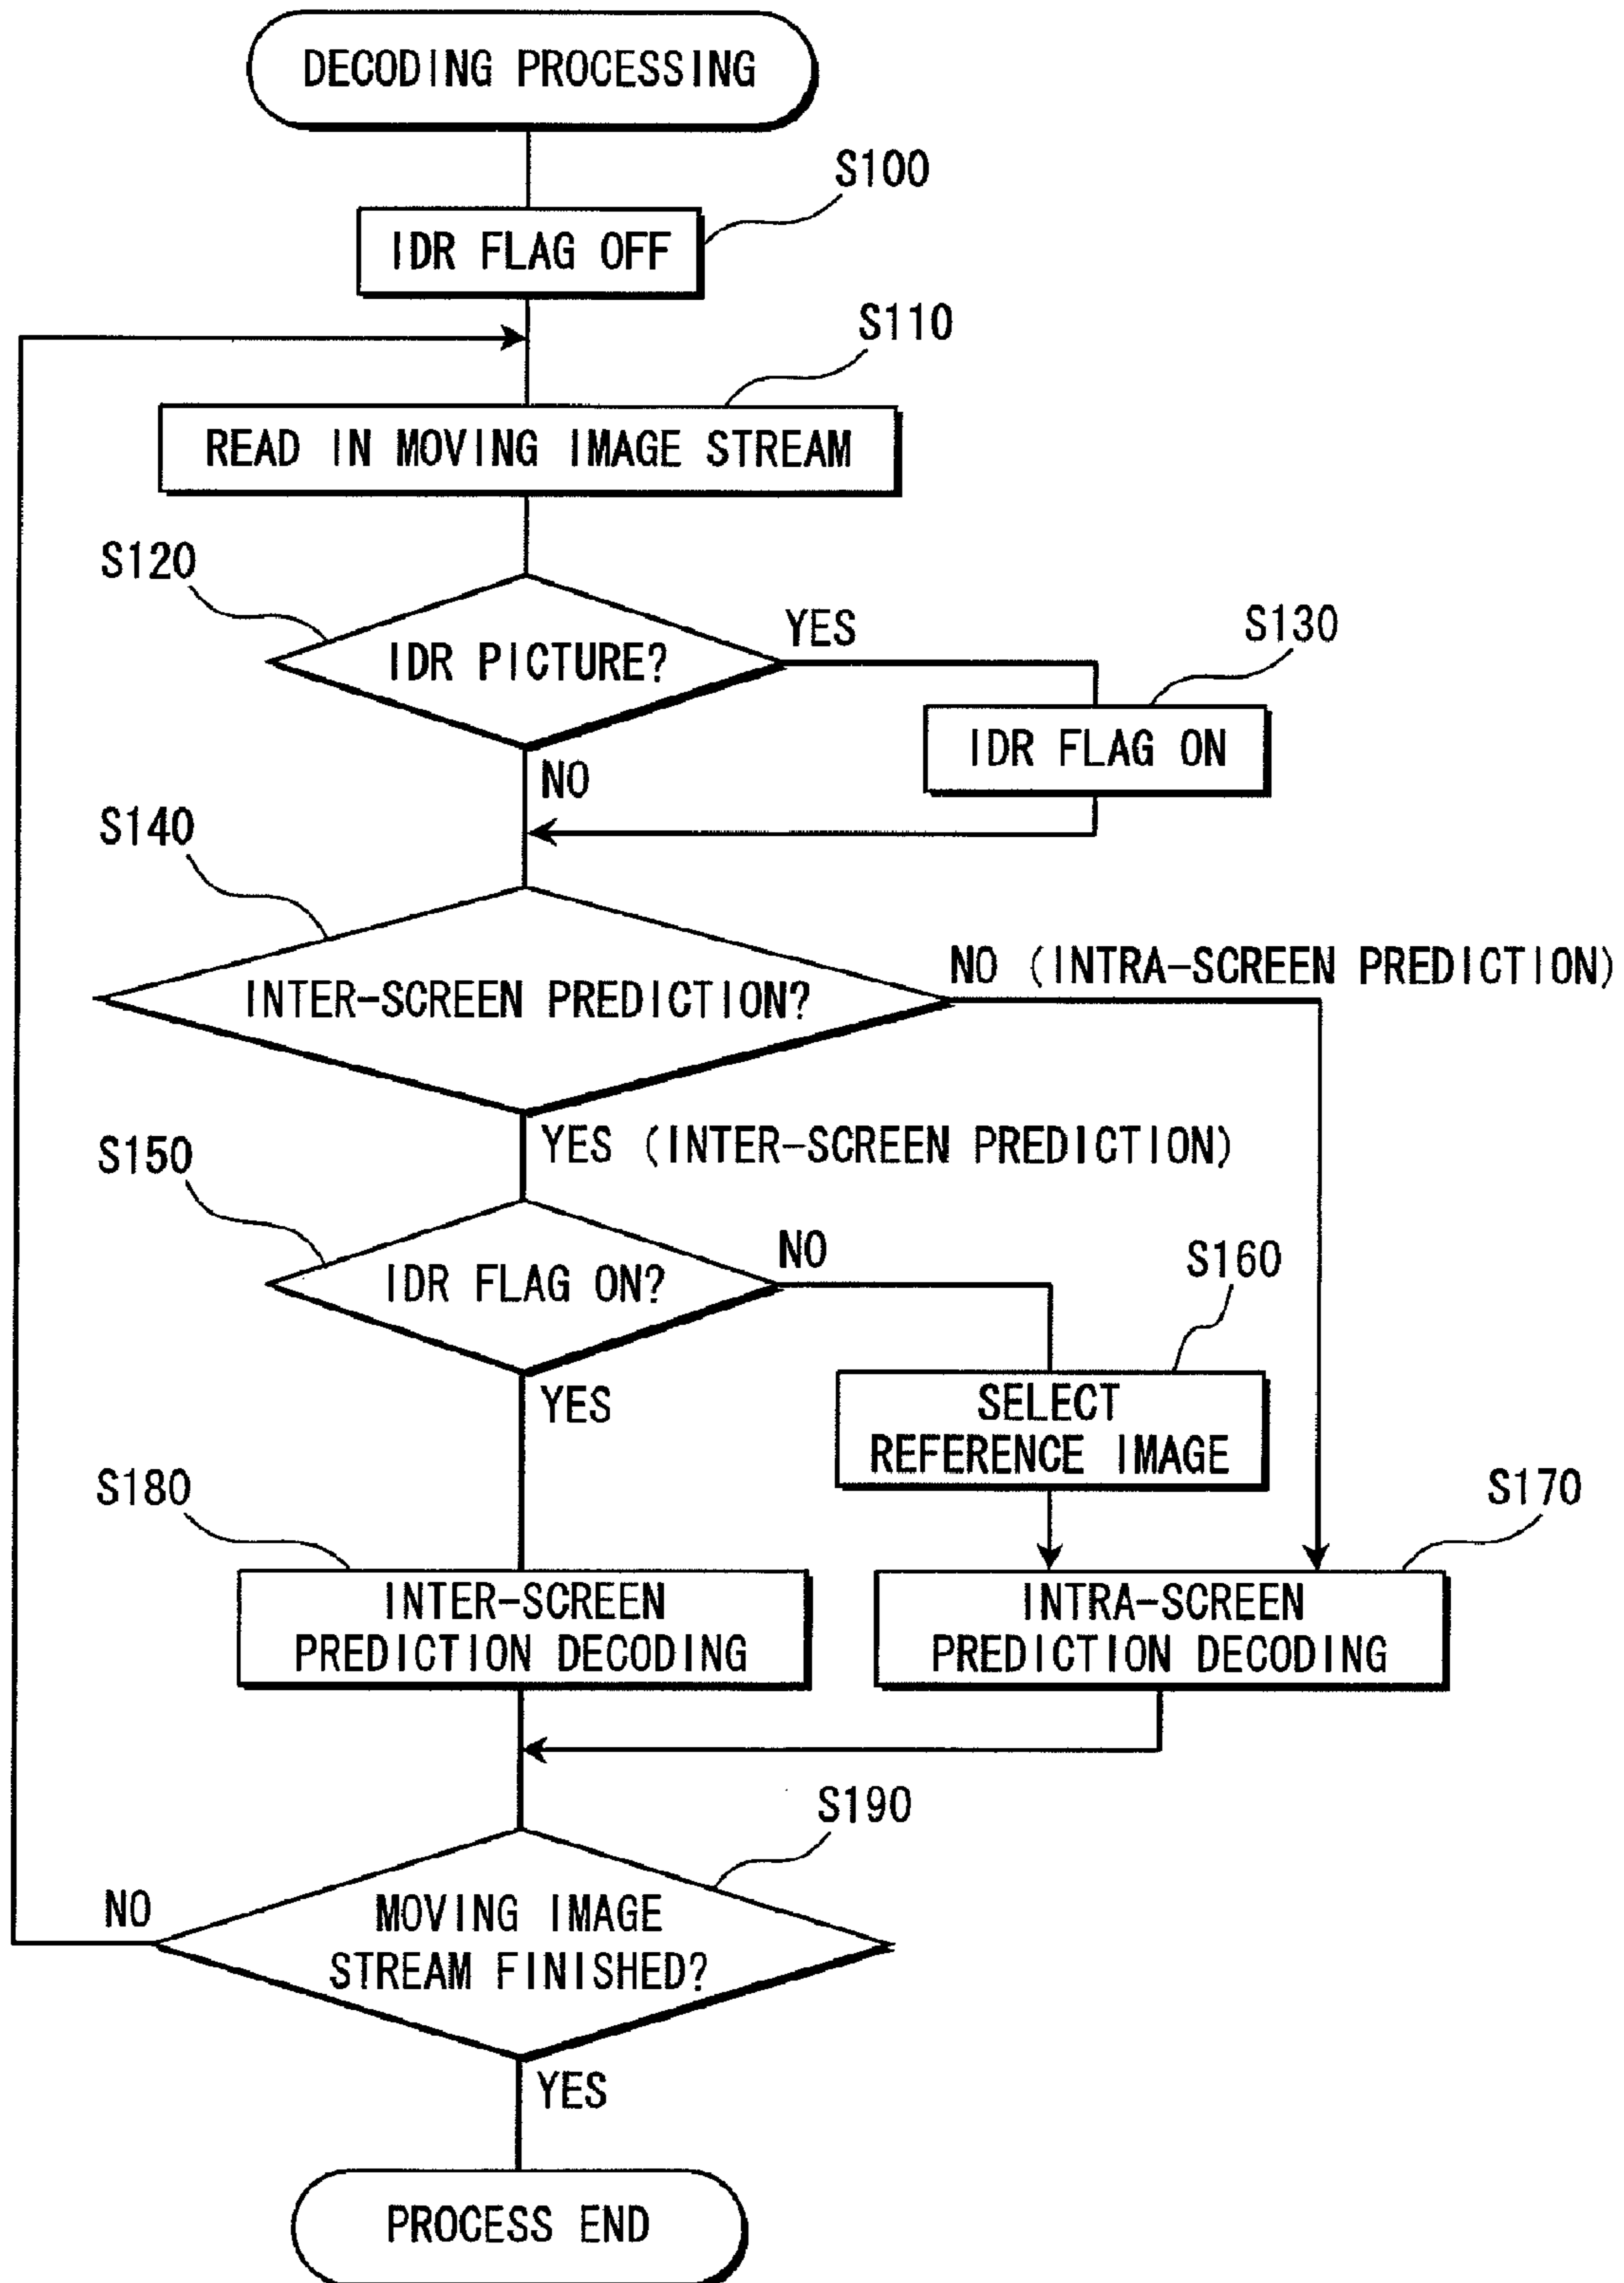 DECODING PROCESSING
S100
IDR FLAG OFF
S110
READ IN MOVING IMAGE STREAM
S120
IDR PICTURE?
YES
S130
IDR FLAG ON
NO
S140
INTER-SCREEN PREDICTION?
NO (INTRA-SCREEN PREDICTION)
YES (INTER-SCREEN PREDICTION)
S150
IDR FLAG ON?
NO
S160
SELECT
REFERENCE IMAGE
YES
S180
INTER-SCREEN
PREDICTION DECODING
S170
INTRA-SCREEN
PREDICTION DECODING
S190
MOVING IMAGE
STREAM FINISHED?
NO
YES
PROCESS END